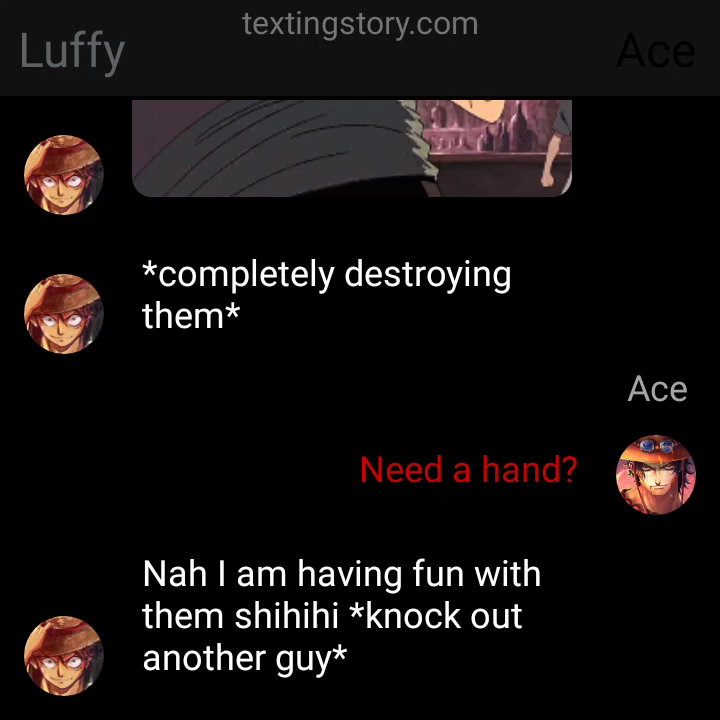 textingstory.com
Luffy
Ace
*completely destroying
them*
Ace
Need a hand?
Nah I am having fun with
them shihihi *knock out
another guy*